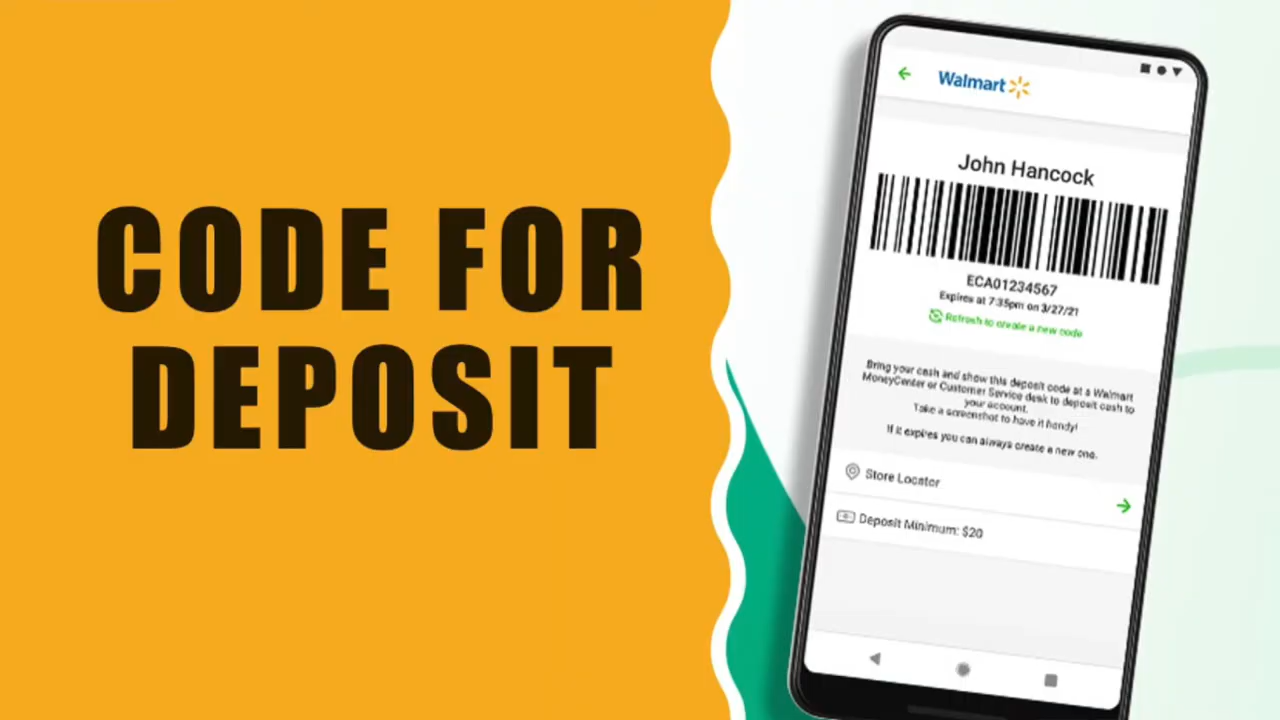 CODE FOR
DEPOSIT
Walmart
John Hancock
ECA01234567
Expires at 7:35pm on 3/27/21
Refresh to create a new code
Bring your cash and show this deposit code at a Walmart
MoneyCenter or Customer Service desk to deposit cash to
your account.
Take a screenshot to have it handy!
If it expires you can always create a new one.
Store Locator
Deposit Minimum: $20